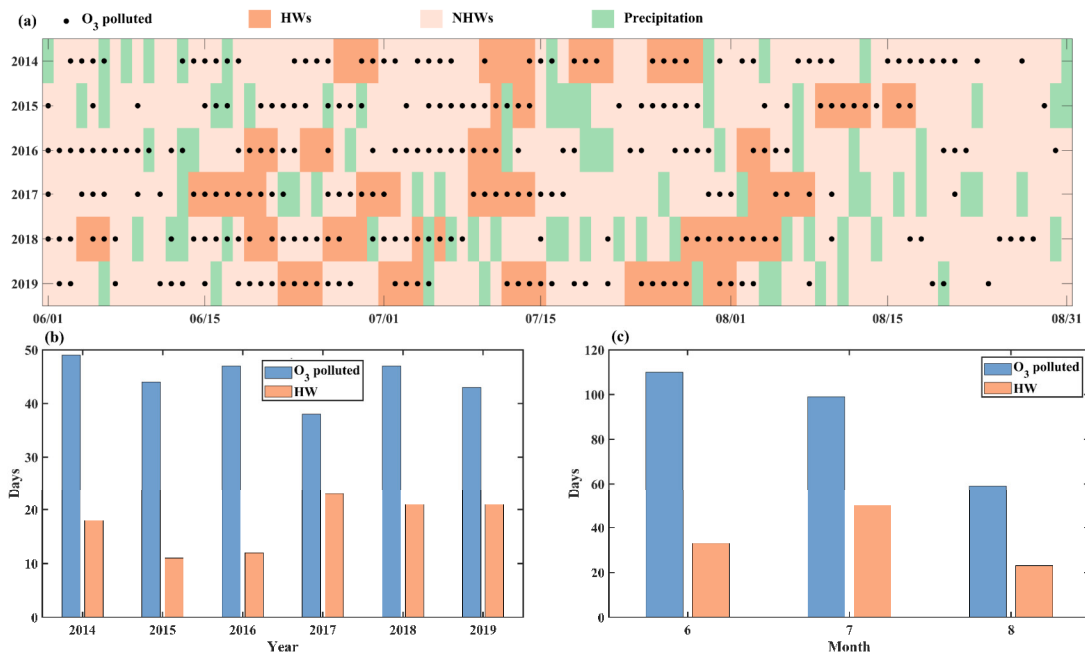 (a) O3 polluted HWs NHWs Precipitation
2014
2015
2016
2017
2018
2019
06/01 06/15 07/01 07/15 08/01 08/15 08/31
(b)
50
40
30
20
10
0
Days
O3 polluted
HW
2014 2015 2016 2017 2018 2019
Year
(c)
120
100
80
60
40
20
0
Days
O3 polluted
HW
6 7 8
Month